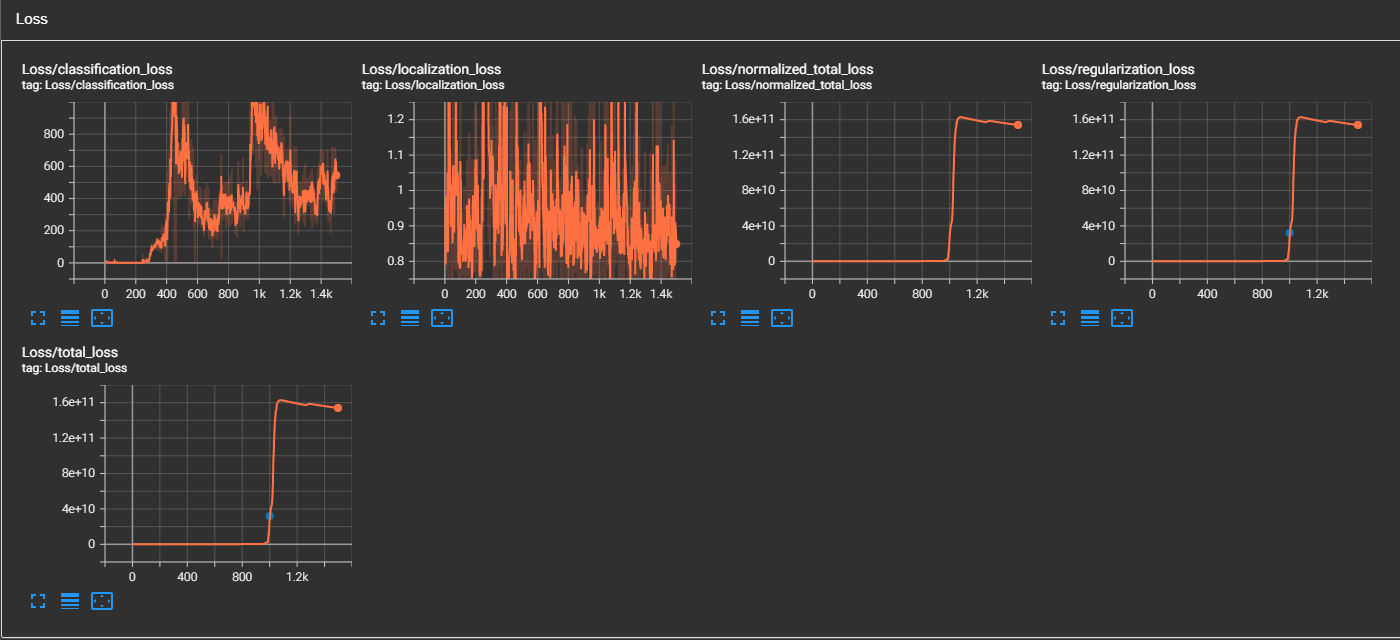 Loss
Loss/classification_loss
tag: Loss/classification_loss
800
600
400
200
0
0 200 400 600 800 1k 1.2k 1.4k
Loss/localization_loss
tag: Loss/localization_loss
1.2
1.1
1
0.9
0.8
0 200 400 600 800 1k 1.2k 1.4k
Loss/normalized_total_loss
tag: Loss/normalized_total_loss
1.6e+11
1.2e+11
8e+10
4e+10
0
0 400 800 1.2k
Loss/regularization_loss
tag: Loss/regularization_loss
1.6e+11
1.2e+11
8e+10
4e+10
0
0 400 800 1.2k
Loss/total_loss
tag: Loss/total_loss
1.6e+11
1.2e+11
8e+10
4e+10
0
0 400 800 1.2k